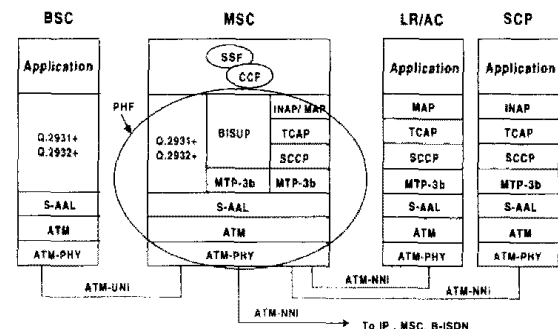 BSC
MSC
LR/AC
SCP
Application
SSF
CCF
Application
Application
PHF
Q.2931+
Q.2932+
Q.2931+
Q.2932+
BISUP
INAP/ MAP
TCAP
SCCP
MTP-3b
MTP-3b
MAP
TCAP
SCCP
MTP-3b
INAP
TCAP
SCCP
MTP-3b
S-AAL
S-AAL
S-AAL
S-AAL
ATM
ATM
ATM
ATM
ATM-PHY
ATM-PHY
ATM-PHY
ATM-PHY
ATM-UNI
ATM-NNI
ATM-NNI
ATM-NNI
To IP , MSC, B-ISDN